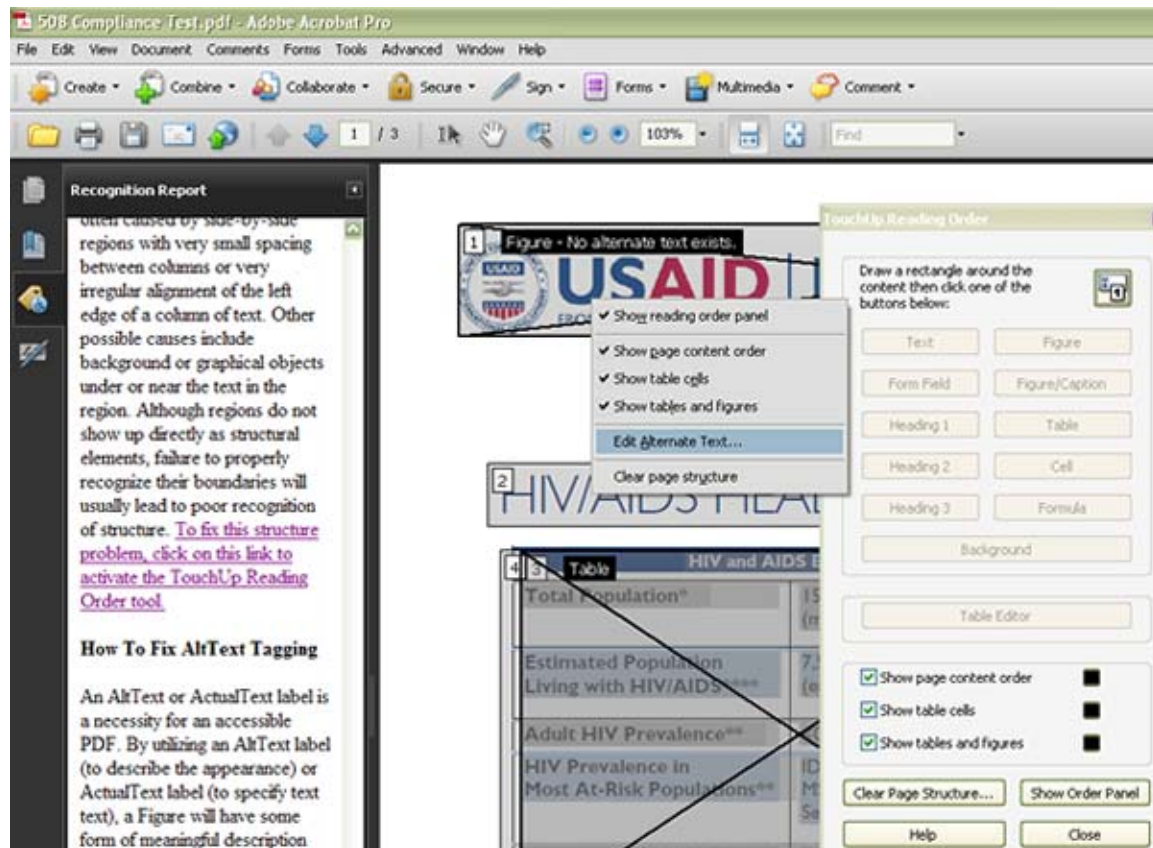 508 Compliance Test.pdf - Adobe Acrobat Pro
File Edit View Document Comments Forms Tools Advanced Window Help
Create Combine Collaborate Secure Sign Forms Multimedia Comment
1 / 3 103% Find
Recognition Report
often caused by side-by-side
regions with very small spacing
between columns or very
irregular alignment of the left
edge of a column of text. Other
possible causes include
background or graphical objects
under or near the text in the
region. Although regions do not
show up directly as structural
elements, failure to properly
recognize their boundaries will
usually lead to poor recognition
of structure. To fix this structure
problem, click on this link to
activate the TouchUp Reading
Order tool.
How To Fix AltText Tagging
An AltText or ActualText label is
a necessity for an accessible
PDF. By utilizing an AltText label
(to describe the appearance) or
ActualText label (to specify text
text), a Figure will have some
form of meaningful description
1 Figure - No alternate text exists.
USAID
USAID
Show reading order panel
Show page content order
Show table cells
Show tables and figures
Edit Alternate Text...
Clear page structure
2
HIV/AIDS
4 3 Table
HIV and AIDS
Total Population*
Estimated Population
Living with HIV/AIDS****
Adult HIV Prevalence**
HIV Prevalence in
Most At-Risk Populations**
TouchUp Reading Order
Draw a rectangle around the
content then click one of the
buttons below:
Text Figure
Form Field Figure/Caption
Heading 1 Table
Heading 2 Cell
Heading 3 Formula
Background
Table Editor
Show page content order
Show table cells
Show tables and figures
Clear Page Structure... Show Order Panel
Help Close